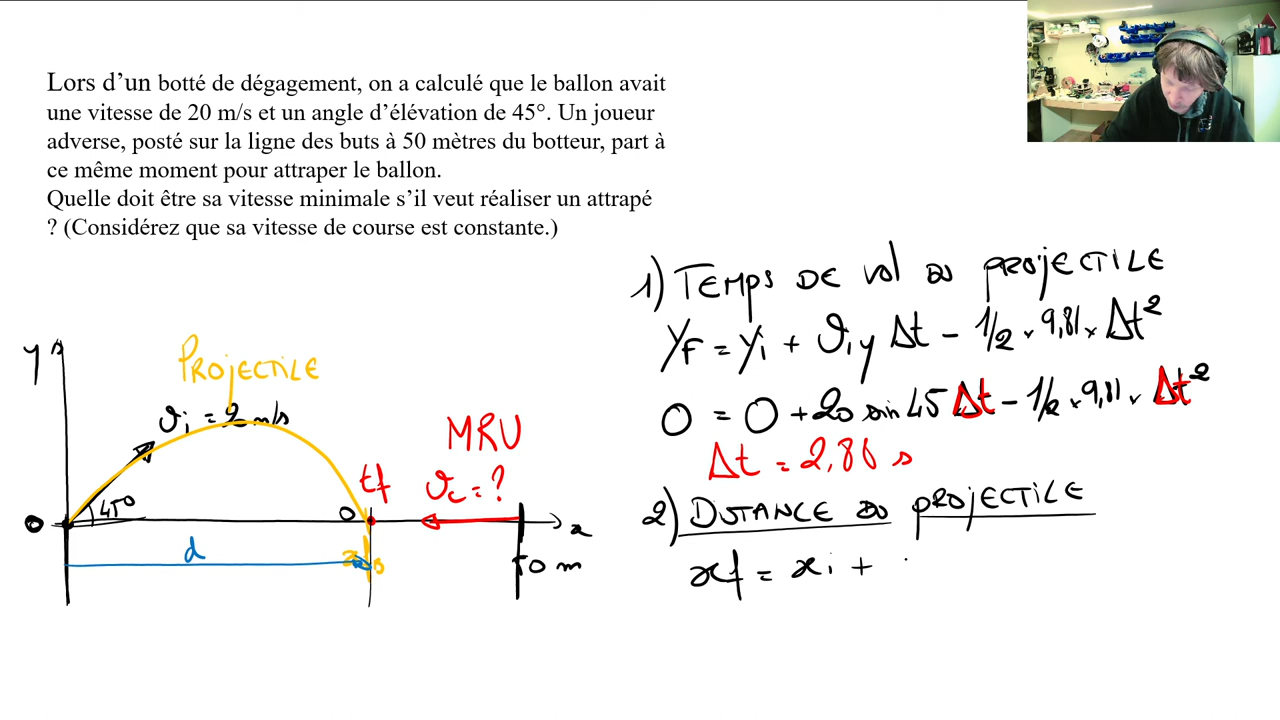 Lors d’un botté de dégagement, on a calculé que le ballon avait
une vitesse de 20 m/s et un angle d’élévation de 45°. Un joueur
adverse, posté sur la ligne des buts à 50 mètres du botteur, part à
ce même moment pour attraper le ballon.
Quelle doit être sa vitesse minimale s’il veut réaliser un attrapé
? (Considérez que sa vitesse de course est constante.)
1) TEMPS DE vol DU PROJECTILE
yF = yi + viy Δt - 1/2 x 9,81 x Δt²
0 = 0 + 20 sin 45 Δt - 1/2 x 9,81 x Δt²
Δt = 2,86 s
2) DISTANCE DU PROJECTILE
xf = xi +
y
PROJECTILE
vi = 2 m/s
MRU
tf
vc = ?
45°
0
0
x
d
50 m